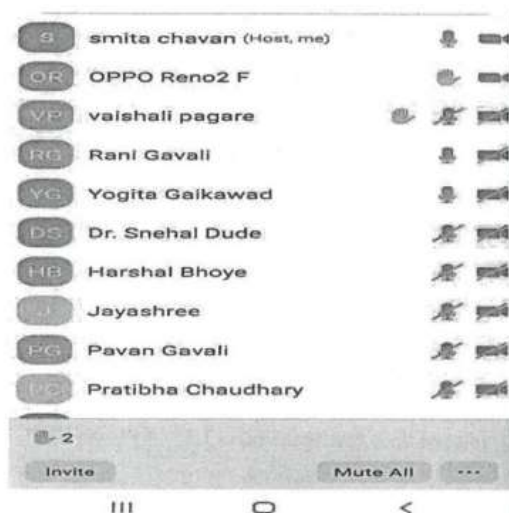 S smita chavan (Host, me)
OR OPPO Reno2 F
VP vaishali pagare
RG Rani Gavali
YG Yogita Gaikawad
DS Dr. Snehal Dude
HB Harshal Bhoye
J Jayashree
PG Pavan Gavali
PC Pratibha Chaudhary
2
Invite Mute All ...